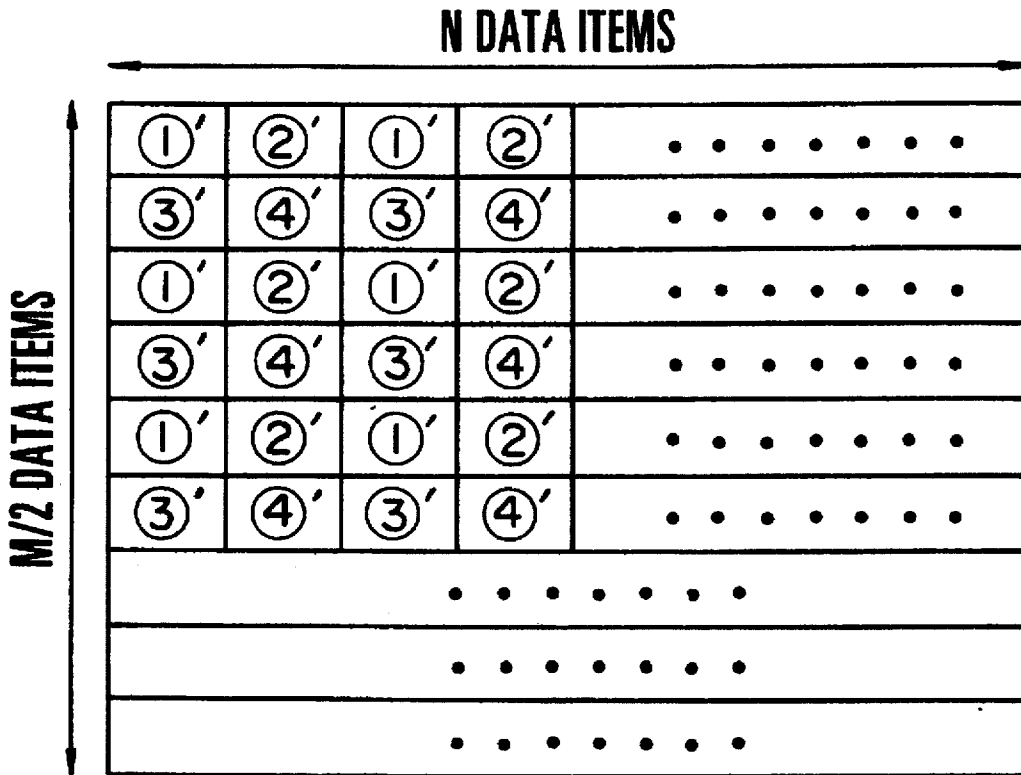 N DATA ITEMS
M/2 DATA ITEMS
①′ ②′ ①′ ②′ • • • • • • •
③′ ④′ ③′ ④′ • • • • • • •
①′ ②′ ①′ ②′ • • • • • • •
③′ ④′ ③′ ④′ • • • • • • •
①′ ②′ ①′ ②′ • • • • • • •
③′ ④′ ③′ ④′ • • • • • • •
• • • • • • •
• • • • • • •
• • • • • • •